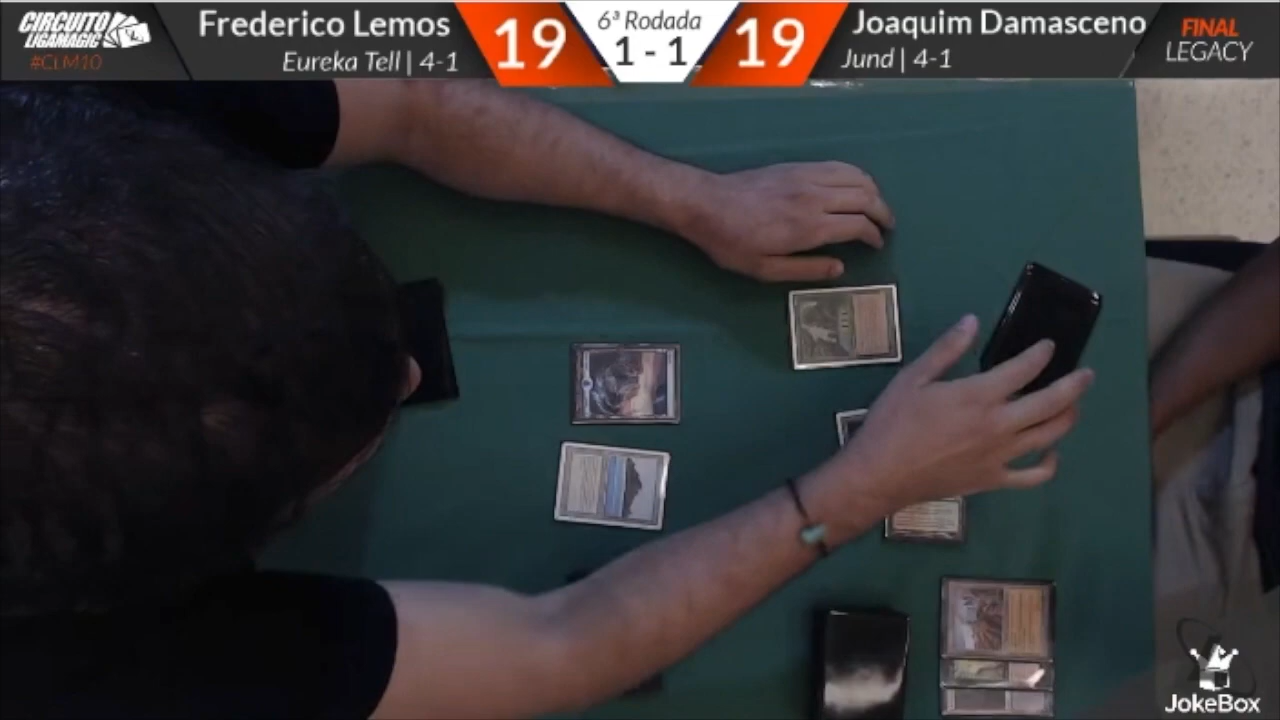 CIRCUITO
LIGAMAGIC
#CLM10
Frederico Lemos
Eureka Tell | 4-1
19
6ª Rodada
1 - 1
19
Joaquim Damasceno
Jund | 4-1
FINAL
LEGACY
JokeBox